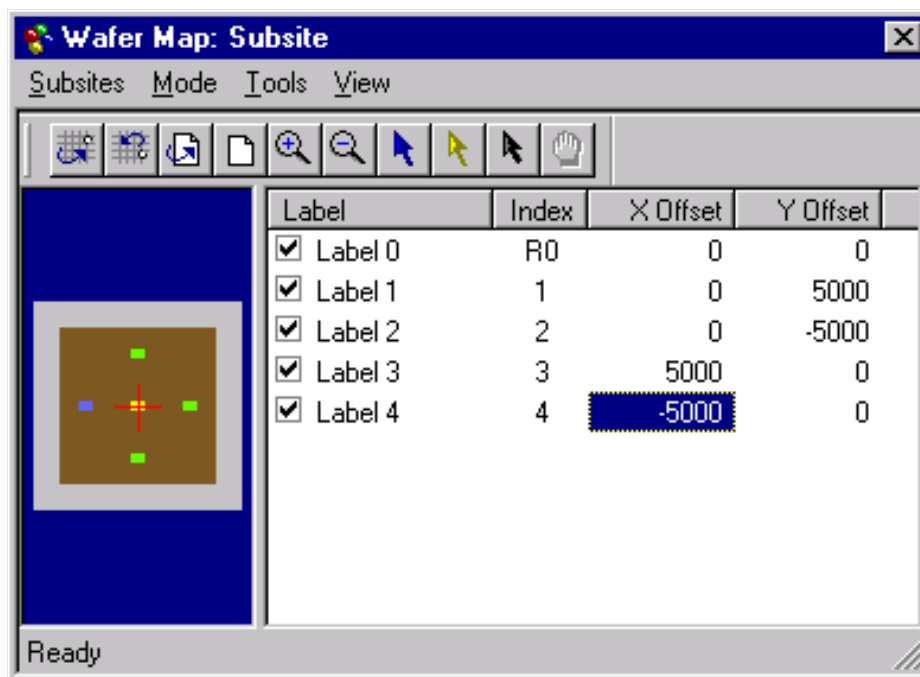 Wafer Map: Subsite
Subsites Mode Tools View
Label Index X Offset Y Offset
Label 0 R0 0 0
Label 1 1 0 5000
Label 2 2 0 -5000
Label 3 3 5000 0
Label 4 4 -5000 0
Ready